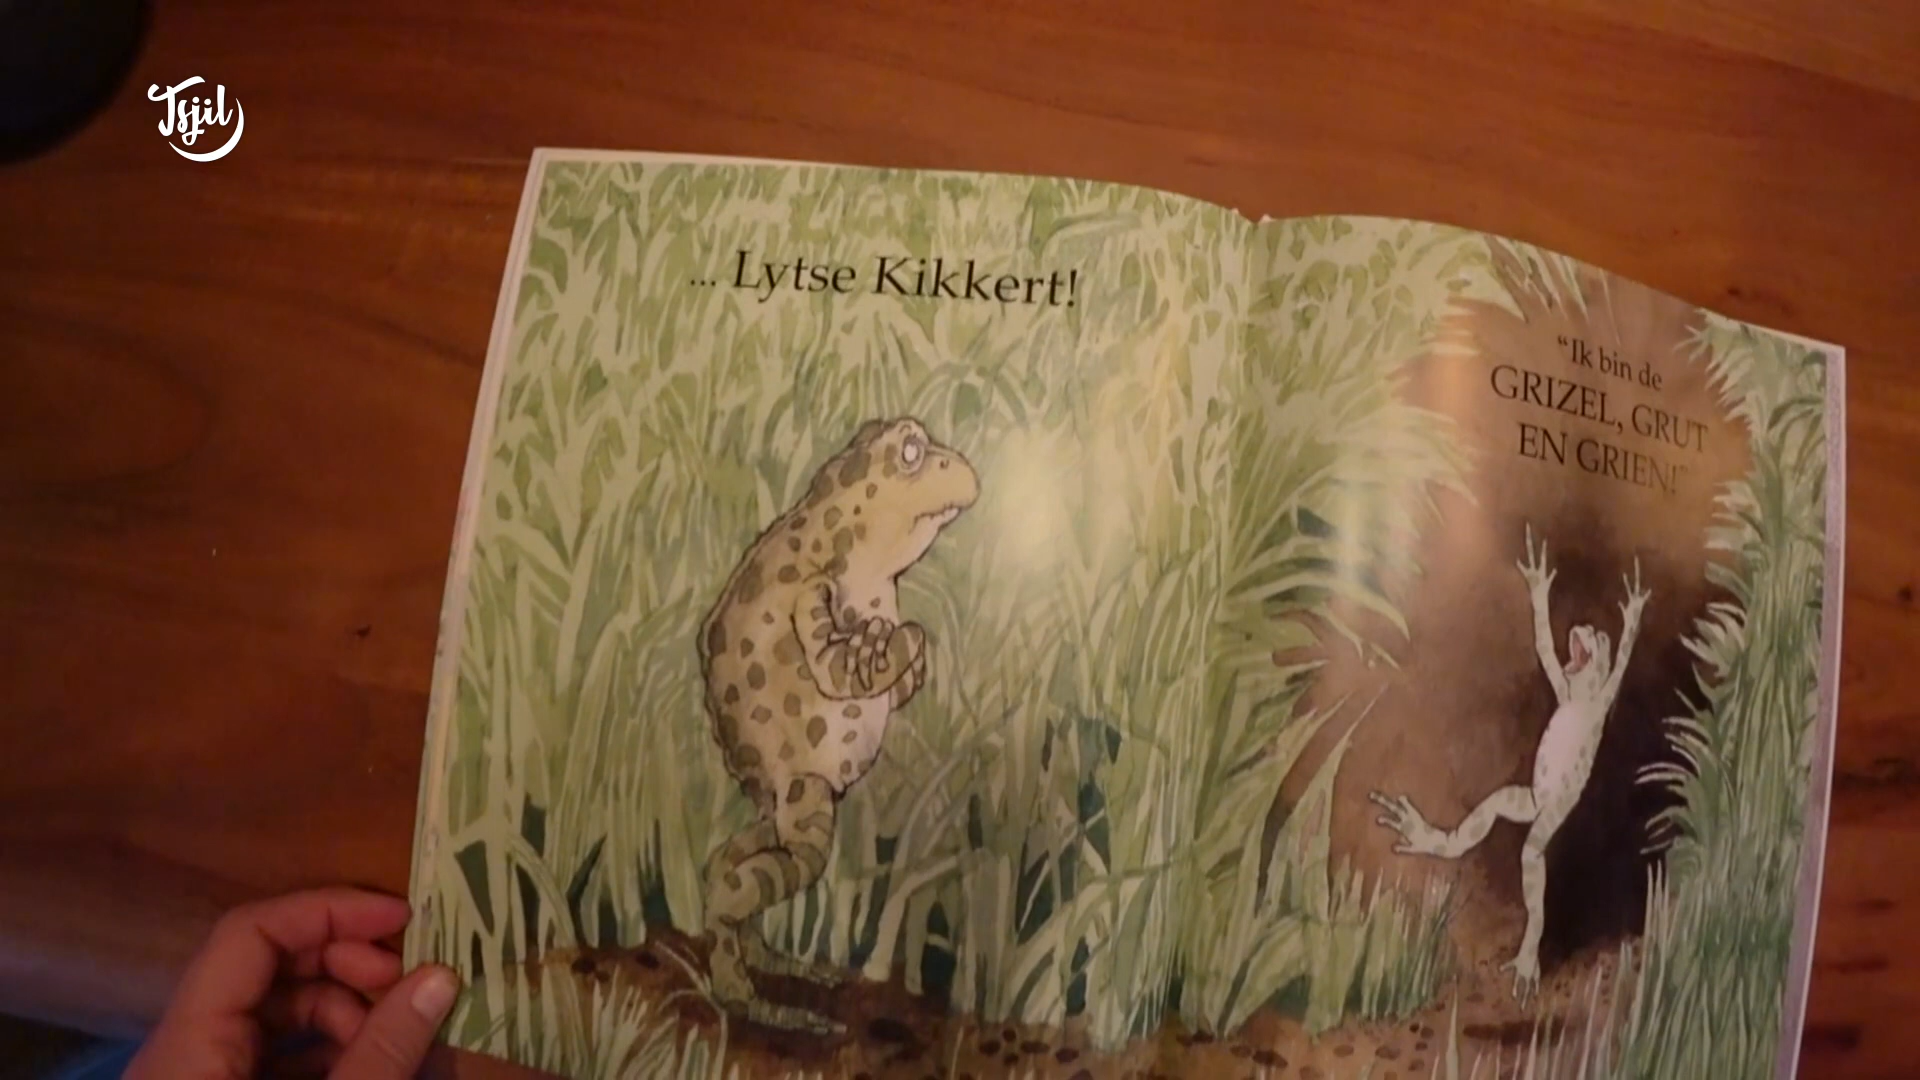 Tsjil
... Lytse Kikkert!
“Ik bin de
GRIZEL, GRUT
EN GRIEN!”